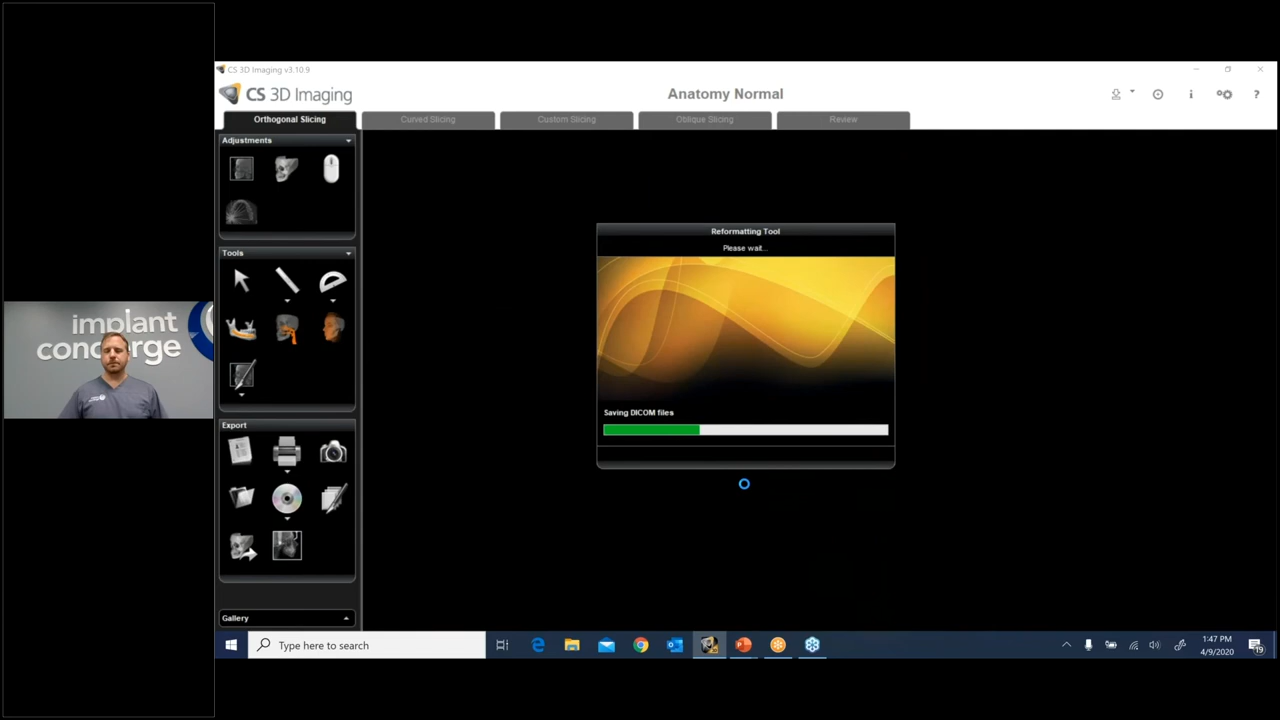 CS 3D Imaging v3.10.9
CS 3D Imaging
Anatomy Normal
Orthogonal Slicing
Curved Slicing
Custom Slicing
Oblique Slicing
Review
Adjustments
Tools
Export
Gallery
Reformatting Tool
Please wait...
Saving DICOM files
implant
concierge
Type here to search
1:47 PM
4/9/2020
19